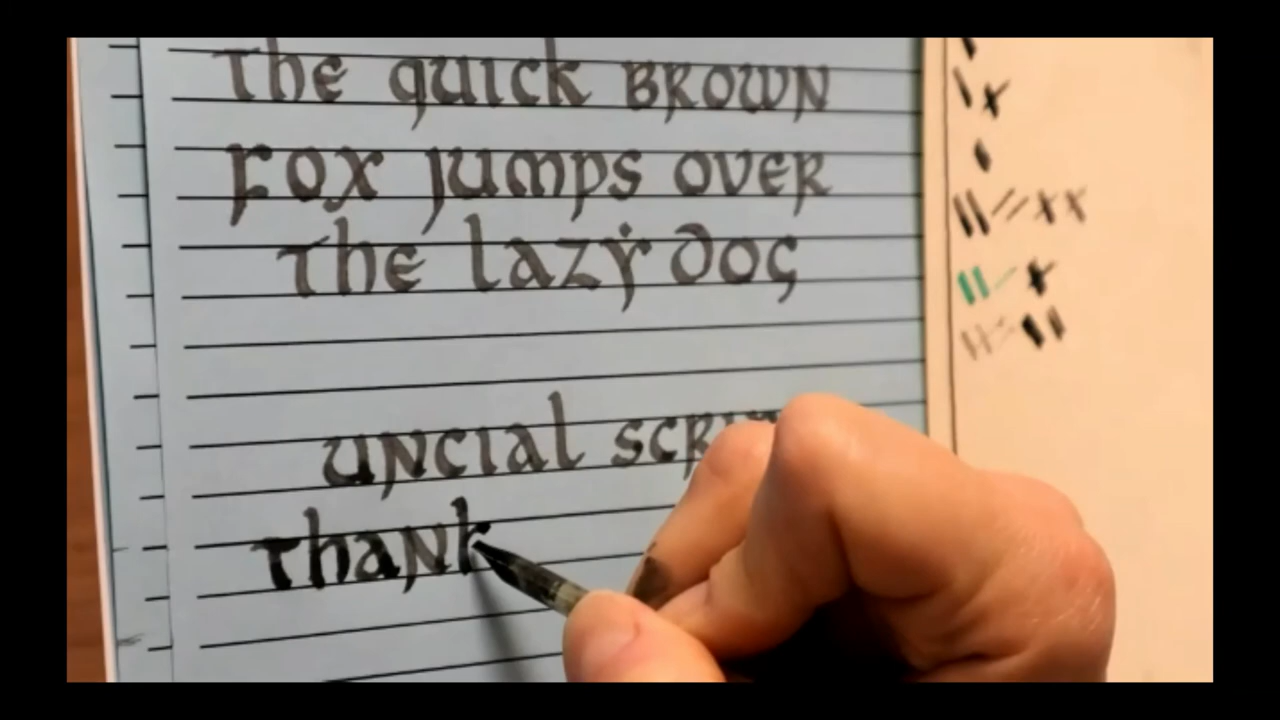 The quick brown
fox jumps over
the lazy dog
uncial
Thank